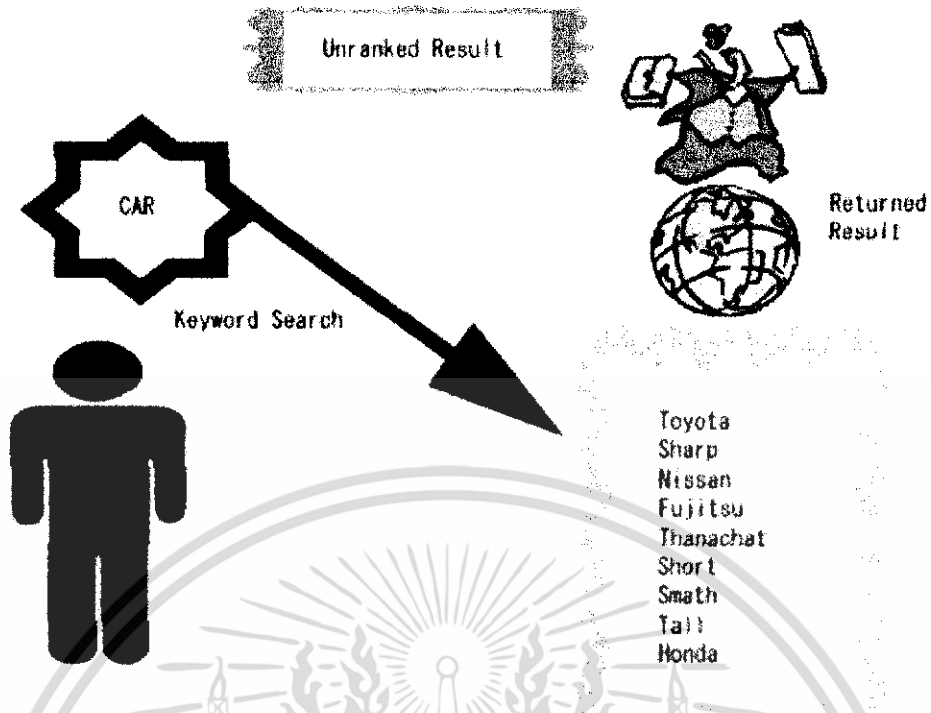 Unranked Result
CAR
Keyword Search
Returned
Result
Toyota
Sharp
Nissan
Fujitsu
Thanachat
Short
Smath
Tall
Honda